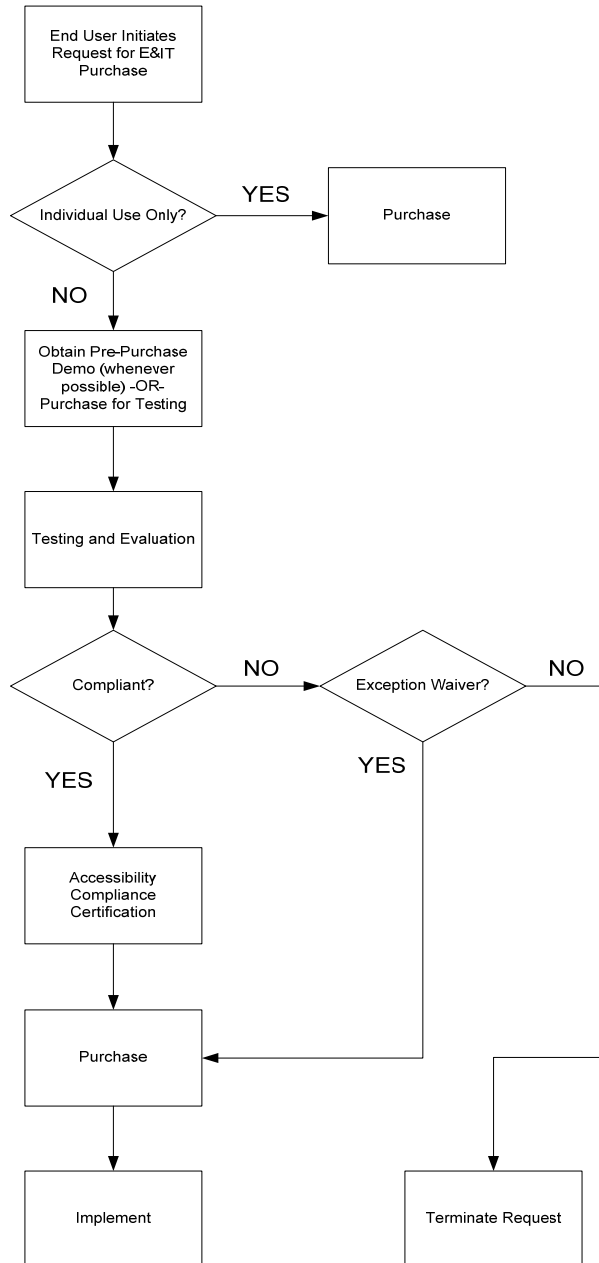 End User Initiates
Request for E&IT
Purchase
Individual Use Only?
YES
Purchase
NO
Obtain Pre-Purchase
Demo (whenever
possible) -OR-
Purchase for Testing
Testing and Evaluation
Compliant?
NO
Exception Waiver?
NO
YES
YES
Accessibility
Compliance
Certification
Purchase
Implement
Terminate Request